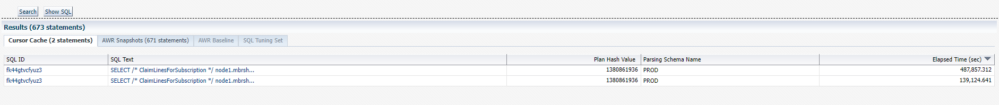 Search Show SQL
Results (673 statements)
Cursor Cache (2 statements) AWR Snapshots (671 statements) AWR Baseline SQL Tuning Set
SQL ID SQL Text Plan Hash Value Parsing Schema Name Elapsed Time (sec)
fk44gtvcfyuz3 SELECT /* ClaimLinesForSubscription */ node1.mbrsh... 1380861936 PROD 487,857.312
fk44gtvcfyuz3 SELECT /* ClaimLinesForSubscription */ node1.mbrsh... 1380861936 PROD 139,124.641